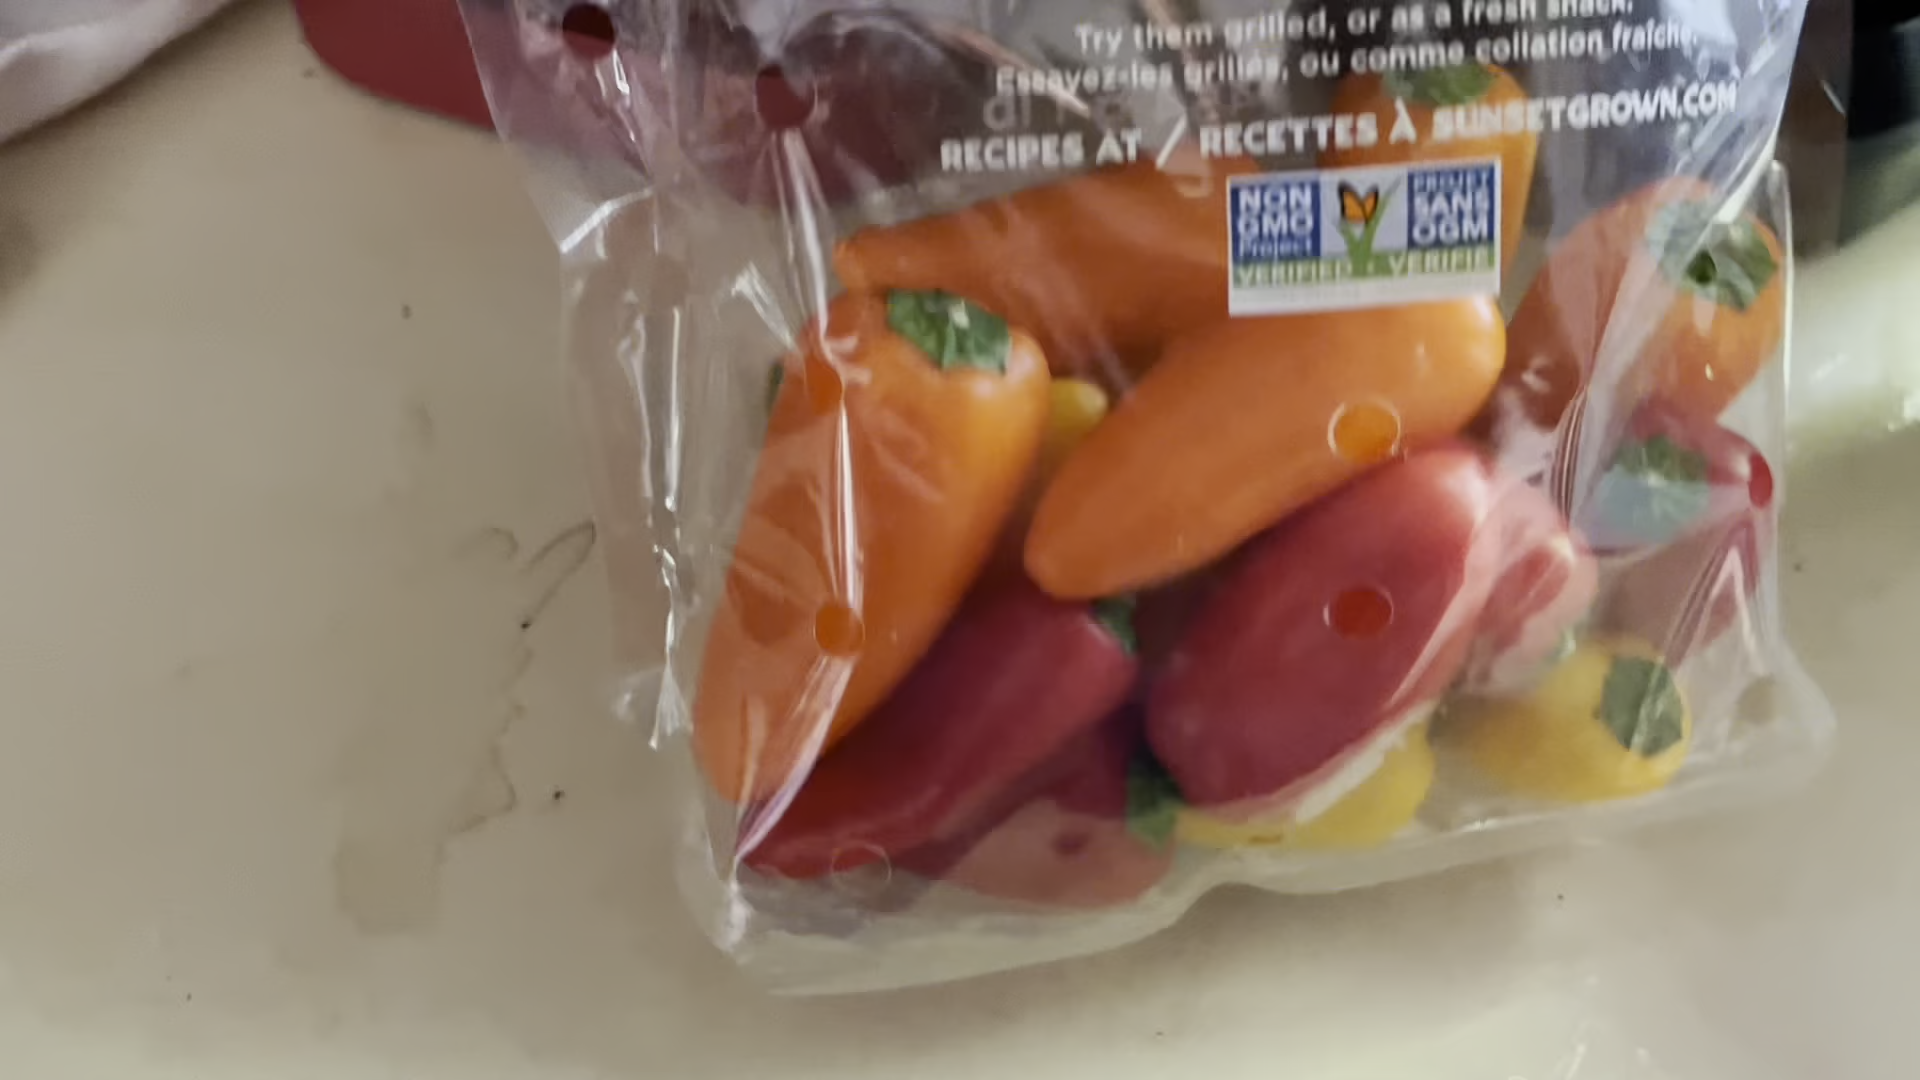 Try them grilled, or as a fresh snack.
Essayez-les grillés, ou comme collation fraîche.
RECIPES AT / RECETTES À SUNSETGROWN.COM
NON
GMO
Project
PROJET
SANS
OGM
VERIFIED • VÉRIFIÉ